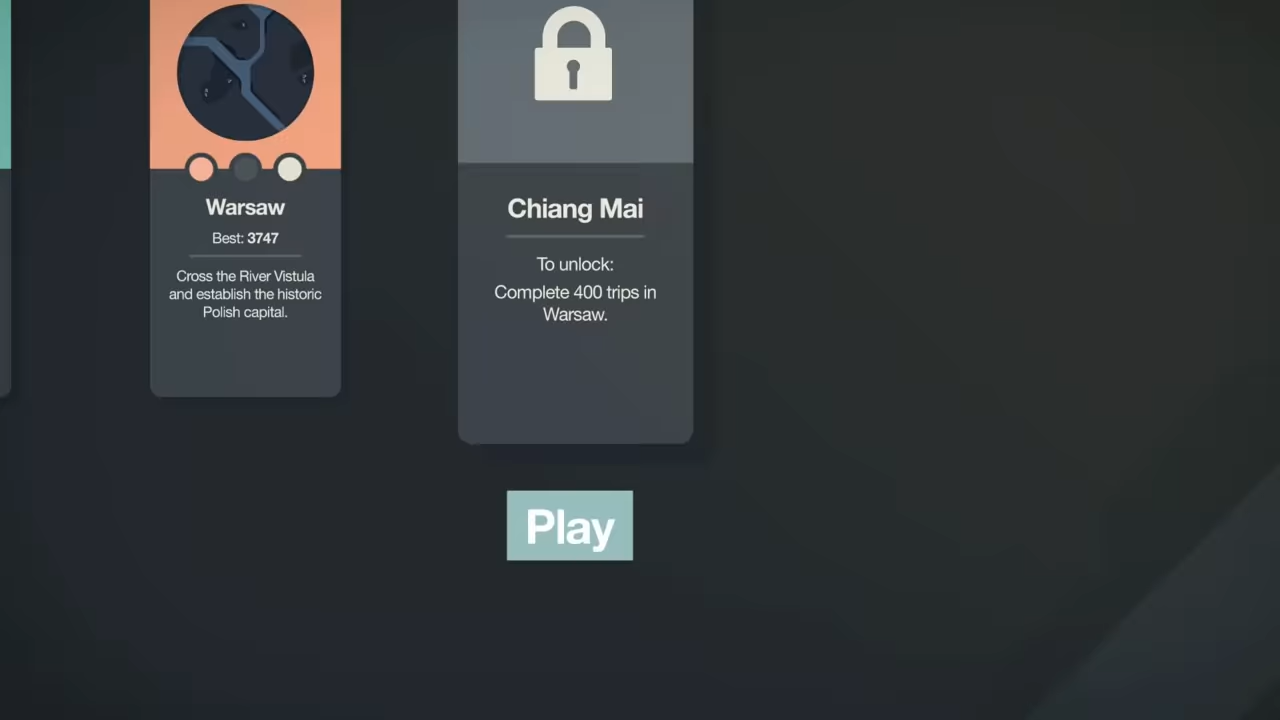 Warsaw
Best: 3747
Cross the River Vistula
and establish the historic
Polish capital.
Chiang Mai
To unlock:
Complete 400 trips in
Warsaw.
Play